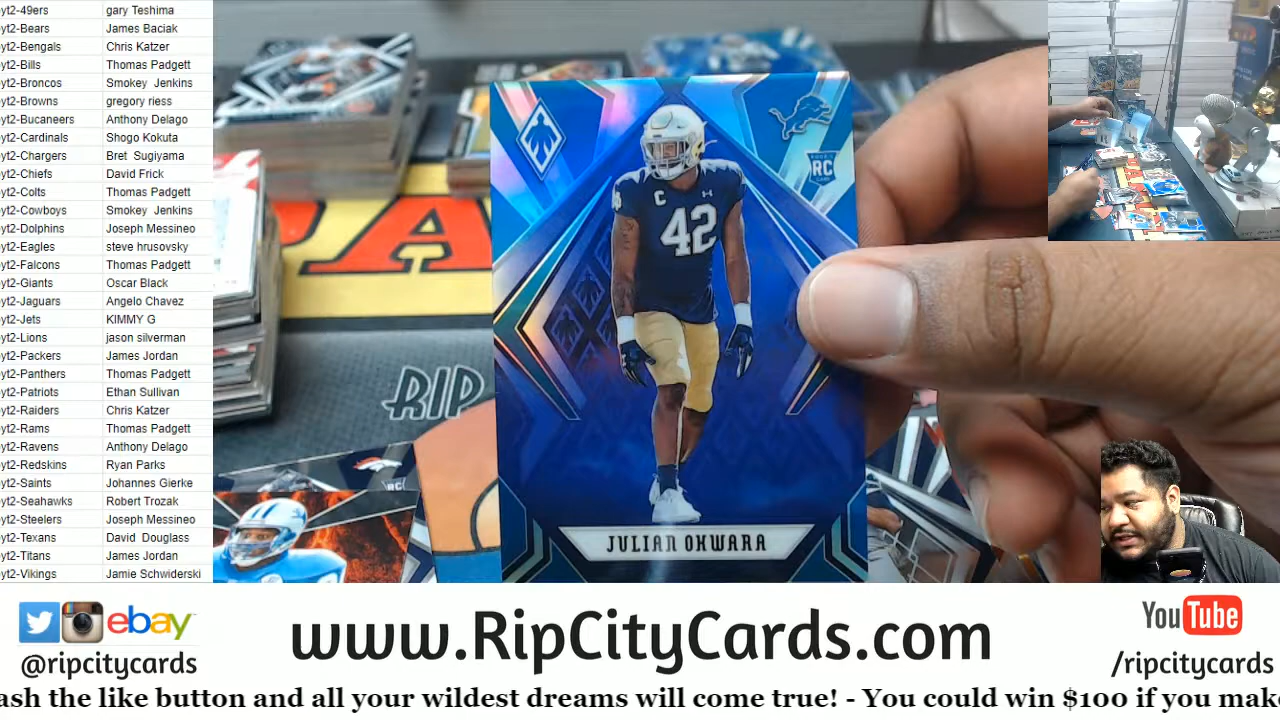 yt2-49ers gary Teshima
yt2-Bears James Baciak
yt2-Bengals Chris Katzer
yt2-Bills Thomas Padgett
yt2-Broncos Smokey Jenkins
yt2-Browns gregory riess
yt2-Bucaneers Anthony Delago
yt2-Cardinals Shogo Kokuta
yt2-Chargers Bret Sugiyama
yt2-Chiefs David Frick
yt2-Colts Thomas Padgett
yt2-Cowboys Smokey Jenkins
yt2-Dolphins Joseph Messineo
yt2-Eagles steve hrusovsky
yt2-Falcons Thomas Padgett
yt2-Giants Oscar Black
yt2-Jaguars Angelo Chavez
yt2-Jets KIMMY G
yt2-Lions jason silverman
yt2-Packers James Jordan
yt2-Panthers Thomas Padgett
yt2-Patriots Ethan Sullivan
yt2-Raiders Chris Katzer
yt2-Rams Thomas Padgett
yt2-Ravens Anthony Delago
yt2-Redskins Ryan Parks
yt2-Saints Johannes Gierke
yt2-Seahawks Robert Trozak
yt2-Steelers Joseph Messineo
yt2-Texans David Douglass
yt2-Titans James Jordan
yt2-Vikings Jamie Schwiderski
RC
C
42
JULIAN OKWARA
RIP
RC
ebay
@ripcitycards
www.RipCityCards.com
YouTube
/ripcitycards
ash the like button and all your wildest dreams will come true! - You could win $100 if you make